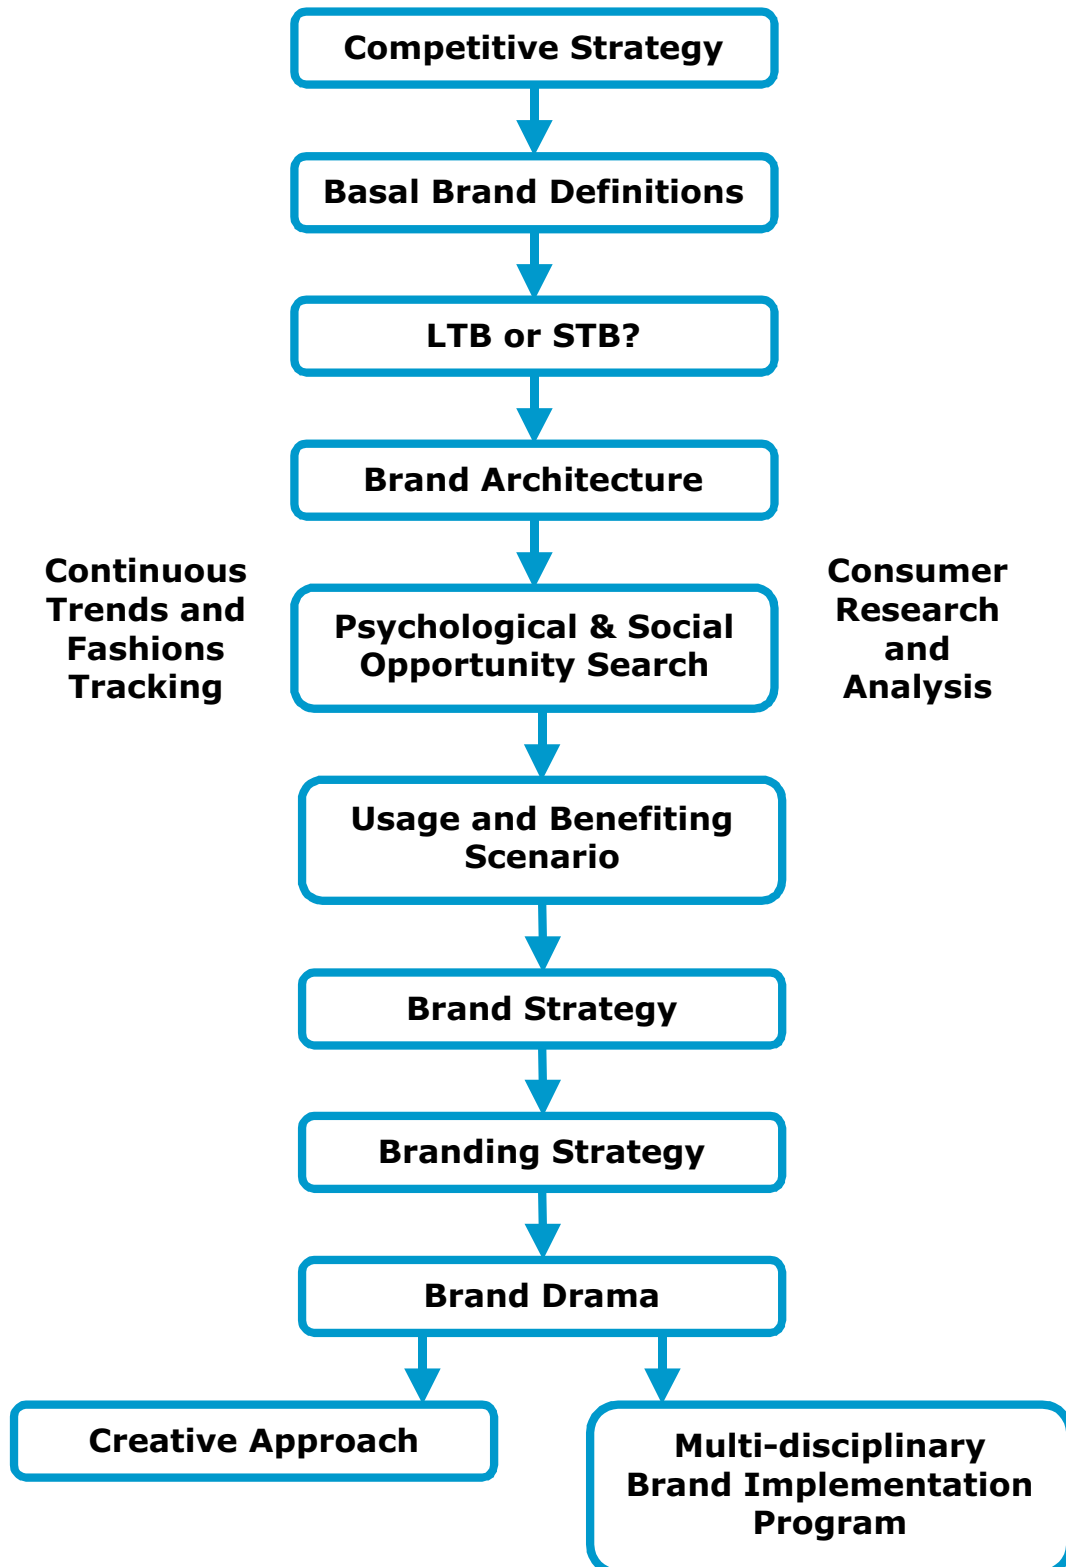 Competitive Strategy
Basal Brand Definitions
LTB or STB?
Brand Architecture
Continuous
Trends and
Fashions
Tracking
Psychological & Social
Opportunity Search
Consumer
Research
and
Analysis
Usage and Benefiting
Scenario
Brand Strategy
Branding Strategy
Brand Drama
Creative Approach
Multi-disciplinary
Brand Implementation
Program